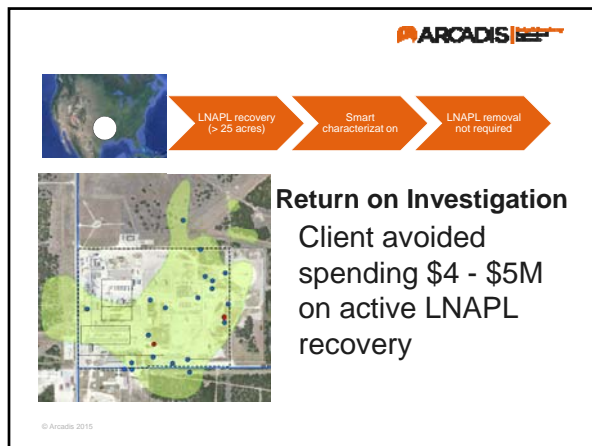 ARCADIS
LNAPL recovery
(> 25 acres)
Smart
characterizat on
LNAPL removal
not required
Return on Investigation
Client avoided
spending $4 - $5M
on active LNAPL
recovery
© Arcadis 2015